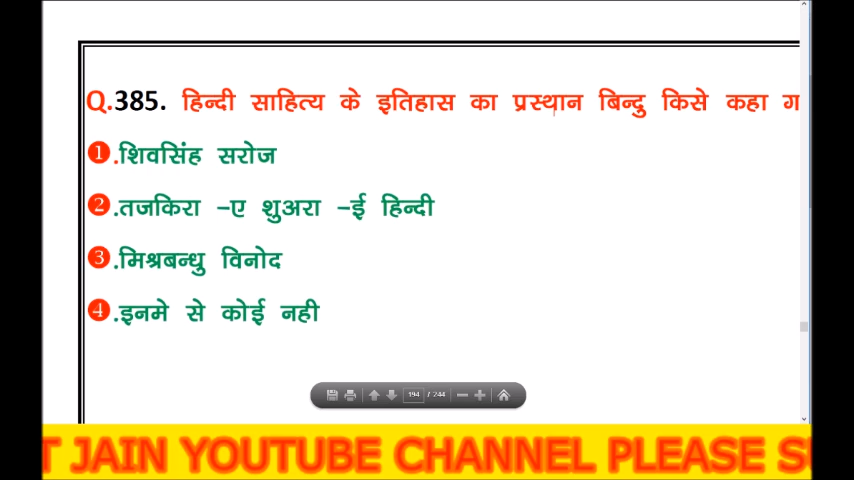 Q.385. हिन्दी साहित्य के इतिहास का प्रस्थान बिन्दु किसे कहा ग
1.शिवसिंह सरोज
2.तजकिरा –ए शुअरा –ई हिन्दी
3.मिश्रबन्धु विनोद
4.इनमे से कोई नही
194 / 244
T JAIN YOUTUBE CHANNEL PLEASE S